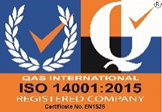 QAS INTERNATIONAL
ISO 14001:2015
REGISTERED COMPANY
Certificate No. EN1528